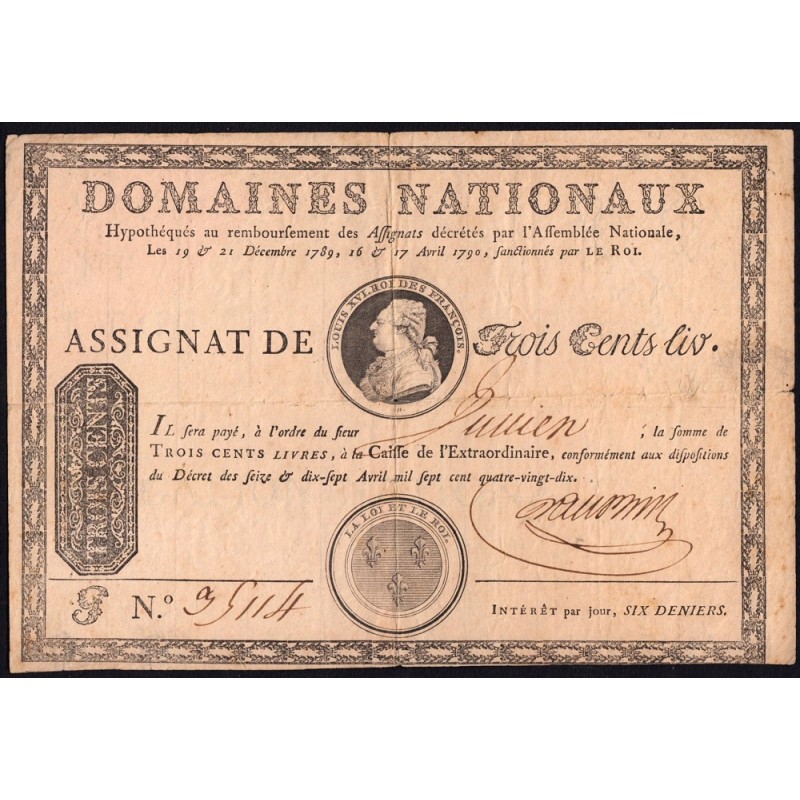 DOMAINES NATIONAUX
Hypothéqués au rembourſement des Aſſignats décrétés par l'Aſſemblée Nationale,
Les 19 & 21 Décembre 1789, 16 & 17 Avril 1790, ſanctionnés par LE ROI.
LOUIS XVI. ROI DES FRANÇOIS.
ASSIGNAT DE Trois Cents liv.
TROIS CENTS
IL ſera payé, à l'ordre du ſieur ; la ſomme de
TROIS CENTS LIVRES, à la Caiſſe de l'Extraordinaire, conformément aux diſpoſitions
du Décret des ſeize & dix-ſept Avril mil ſept cent quatre-vingt-dix.
LA LOI ET LE ROI.
N.º
INTÉRÊT par jour, SIX DENIERS.